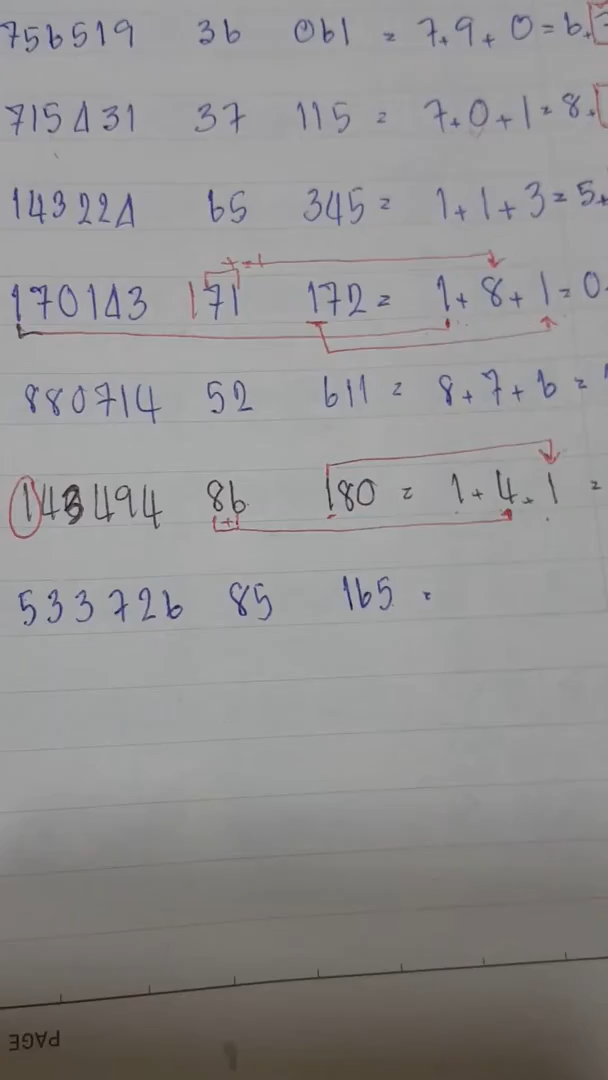 756519 36 061 = 7+9+0=6+
715431 37 115 = 7+0+1=8+
143224 65 345 = 1+1+3=5+
+=+
170143 71 172 = 1+8+1=0
880714 52 611 = 8+7+6=
143494 86 180 = 1+4+1 =
+
533726 85 165 =
PAGE